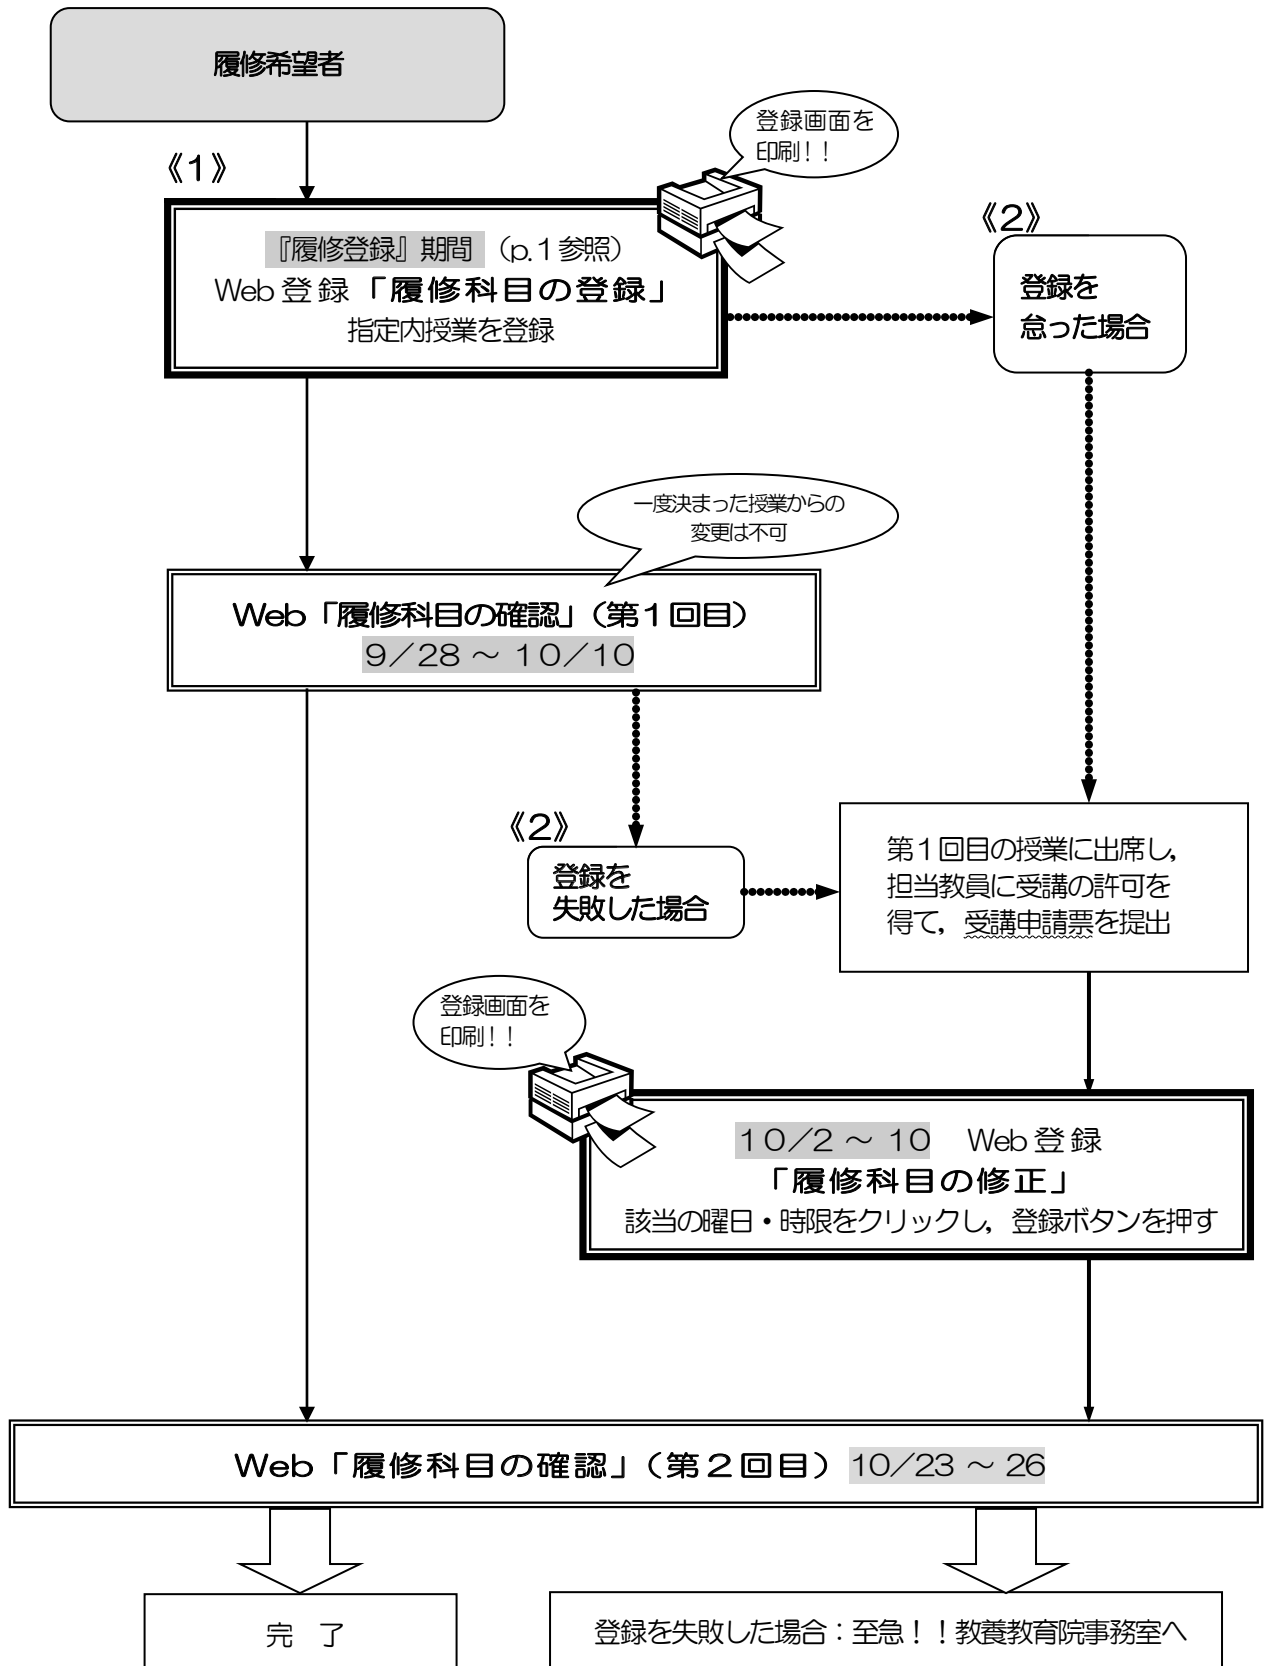 履修希望者
登録画面を
印刷！！
《1》
《2》
『履修登録』期間（p.1参照）
Web登録「履修科目の登録」
指定内授業を登録
登録を
怠った場合
一度決まった授業からの
変更は不可
Web「履修科目の確認」（第1回目）
9／28 ～ 10／10
《2》
登録を
失敗した場合
第1回目の授業に出席し，
担当教員に受講の許可を
得て，受講申請票を提出
登録画面を
印刷！！
10／2 ～ 10　Web登録
「履修科目の修正」
該当の曜日・時限をクリックし，登録ボタンを押す
Web「履修科目の確認」（第2回目）10／23 ～ 26
完　了
登録を失敗した場合：至急！！教養教育院事務室へ